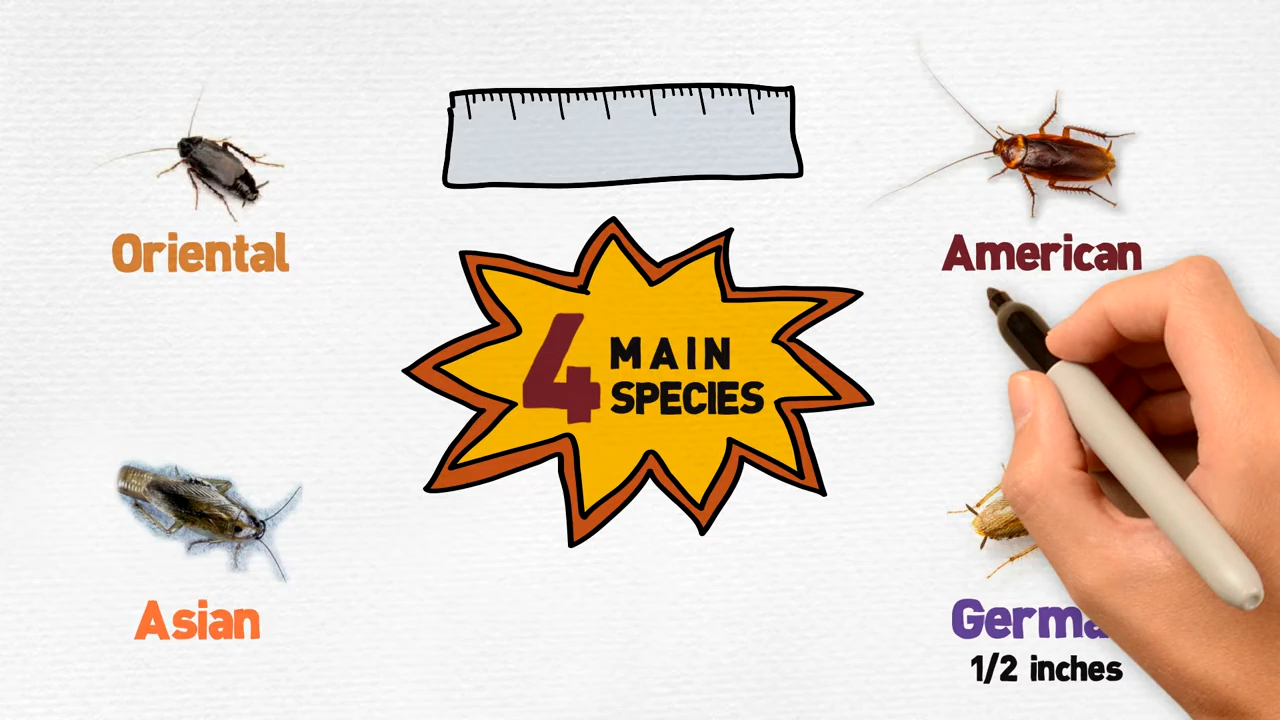 Oriental
American
4 MAIN
SPECIES
Asian
1/2 inches